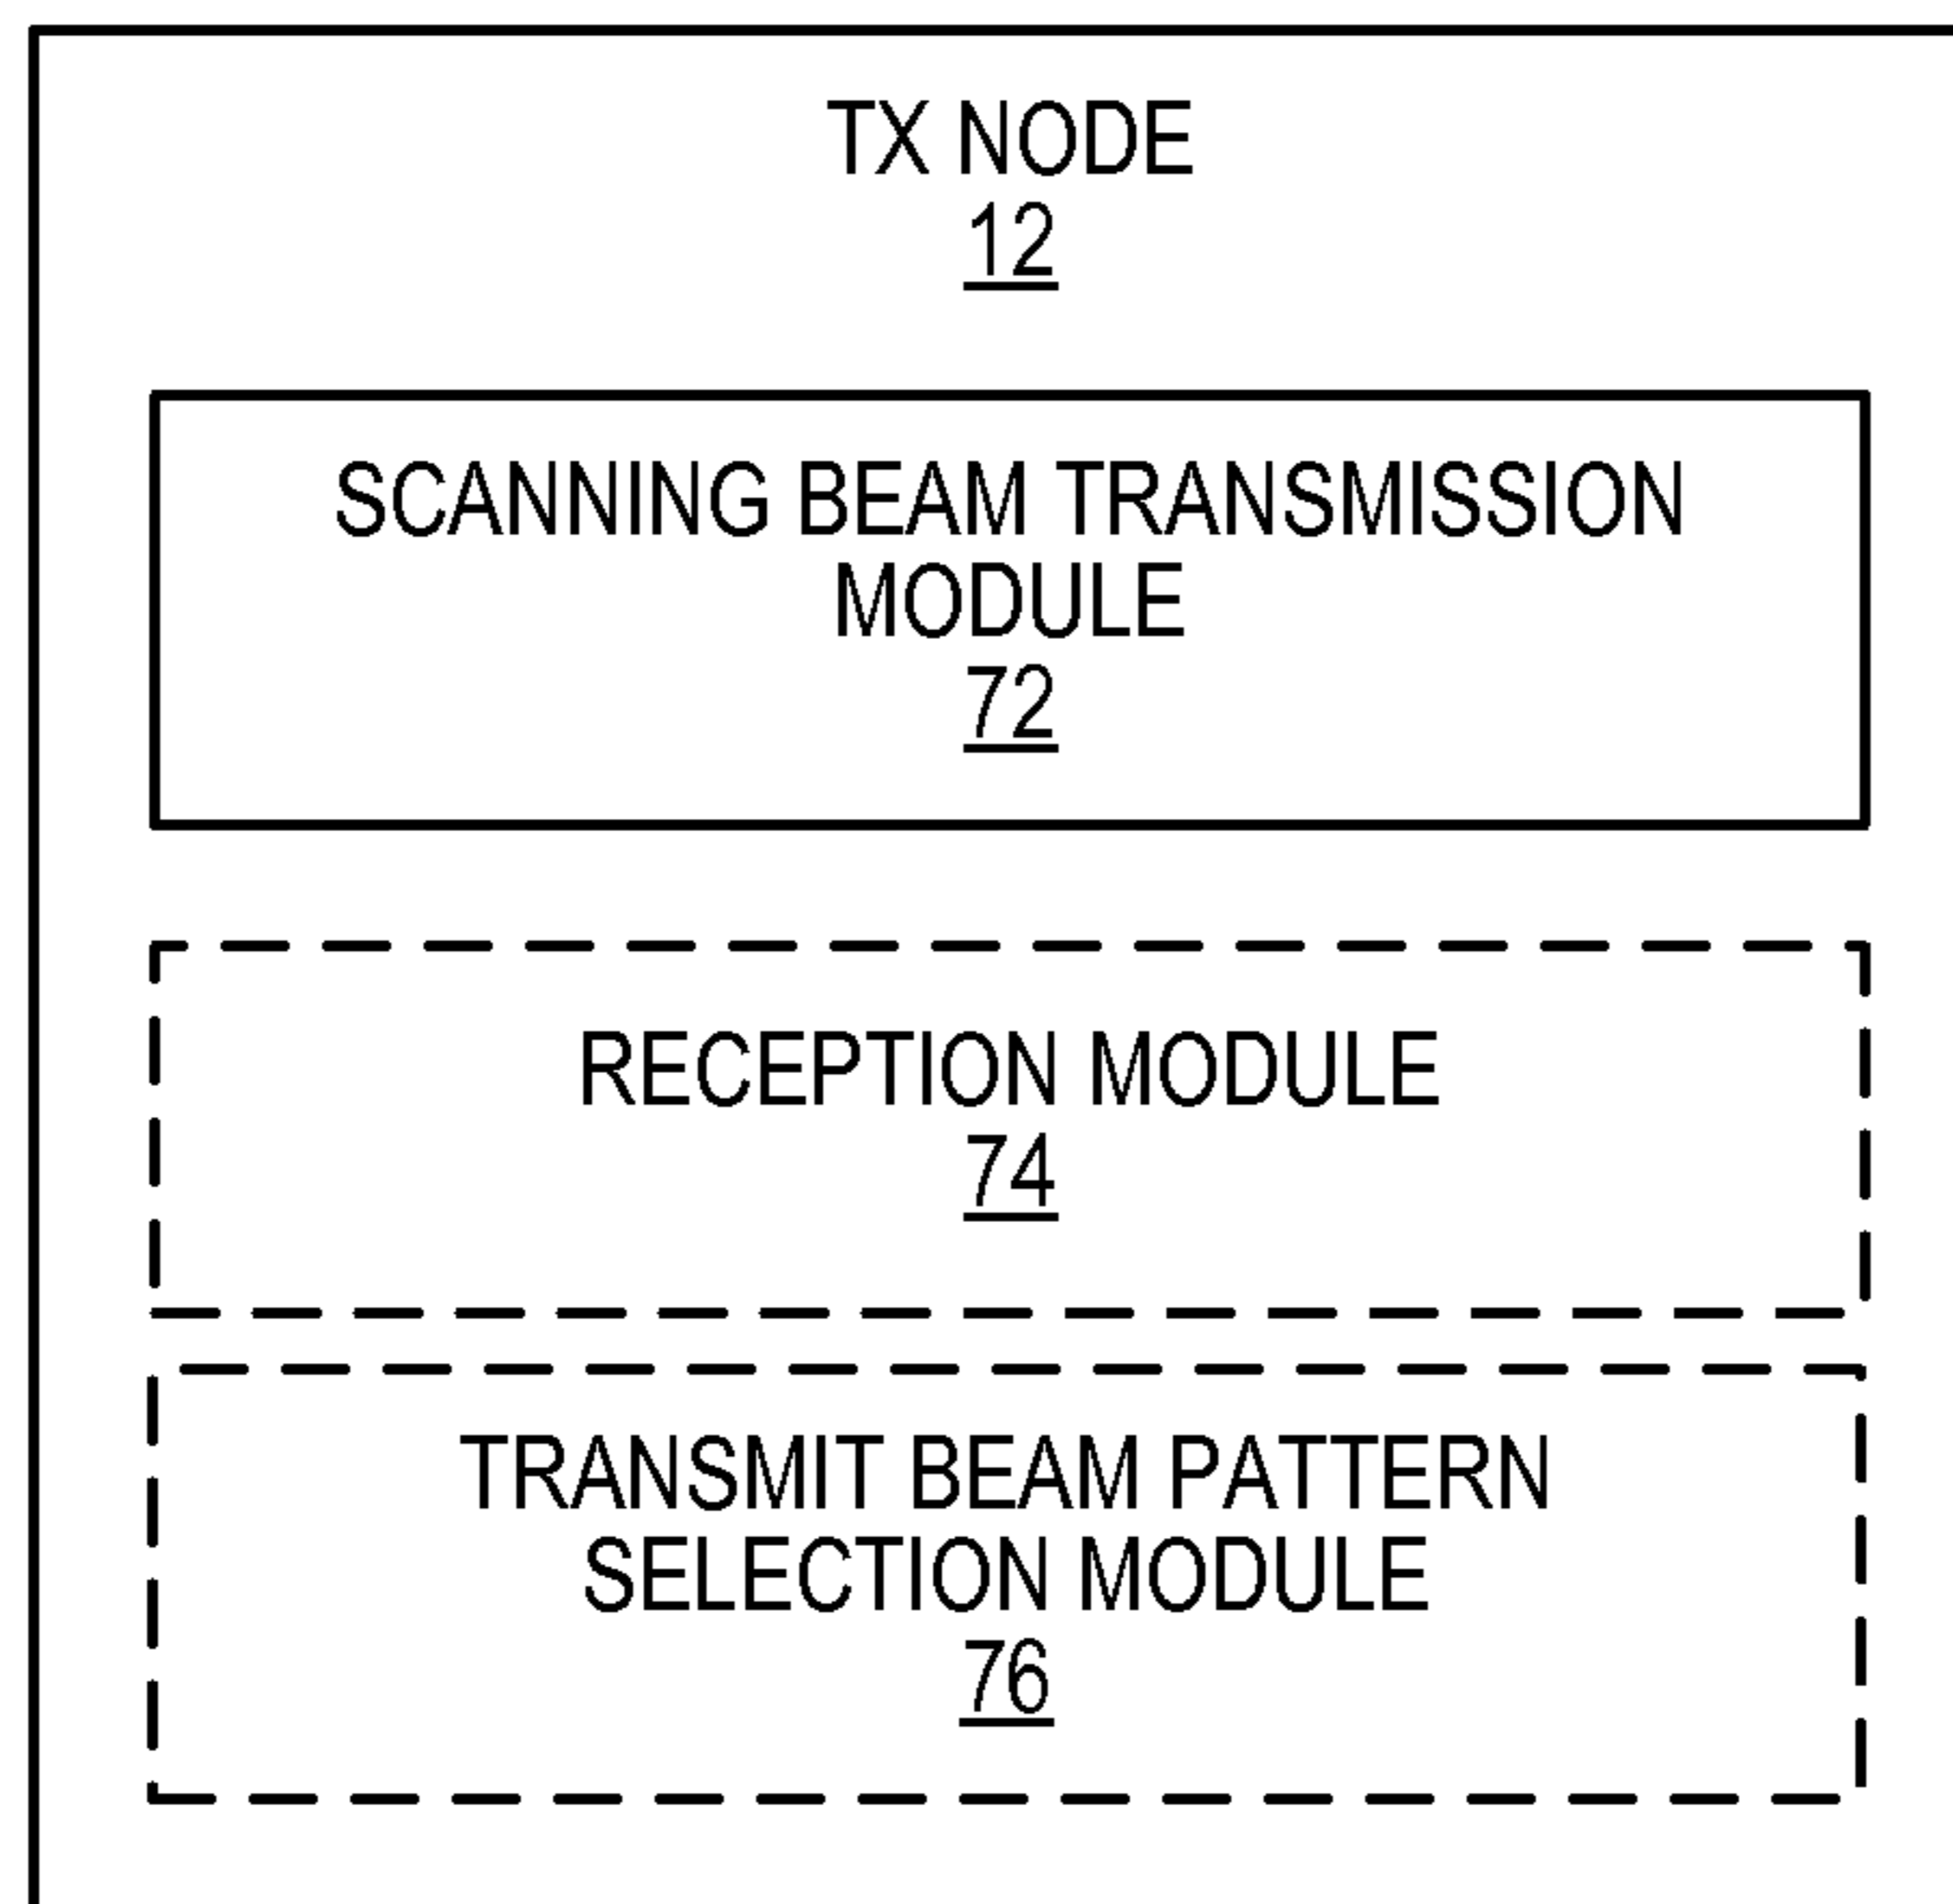 TX NODE
12
SCANNING BEAM TRANSMISSION
MODULE
72
RECEPTION MODULE
74
TRANSMIT BEAM PATTERN
SELECTION MODULE
76